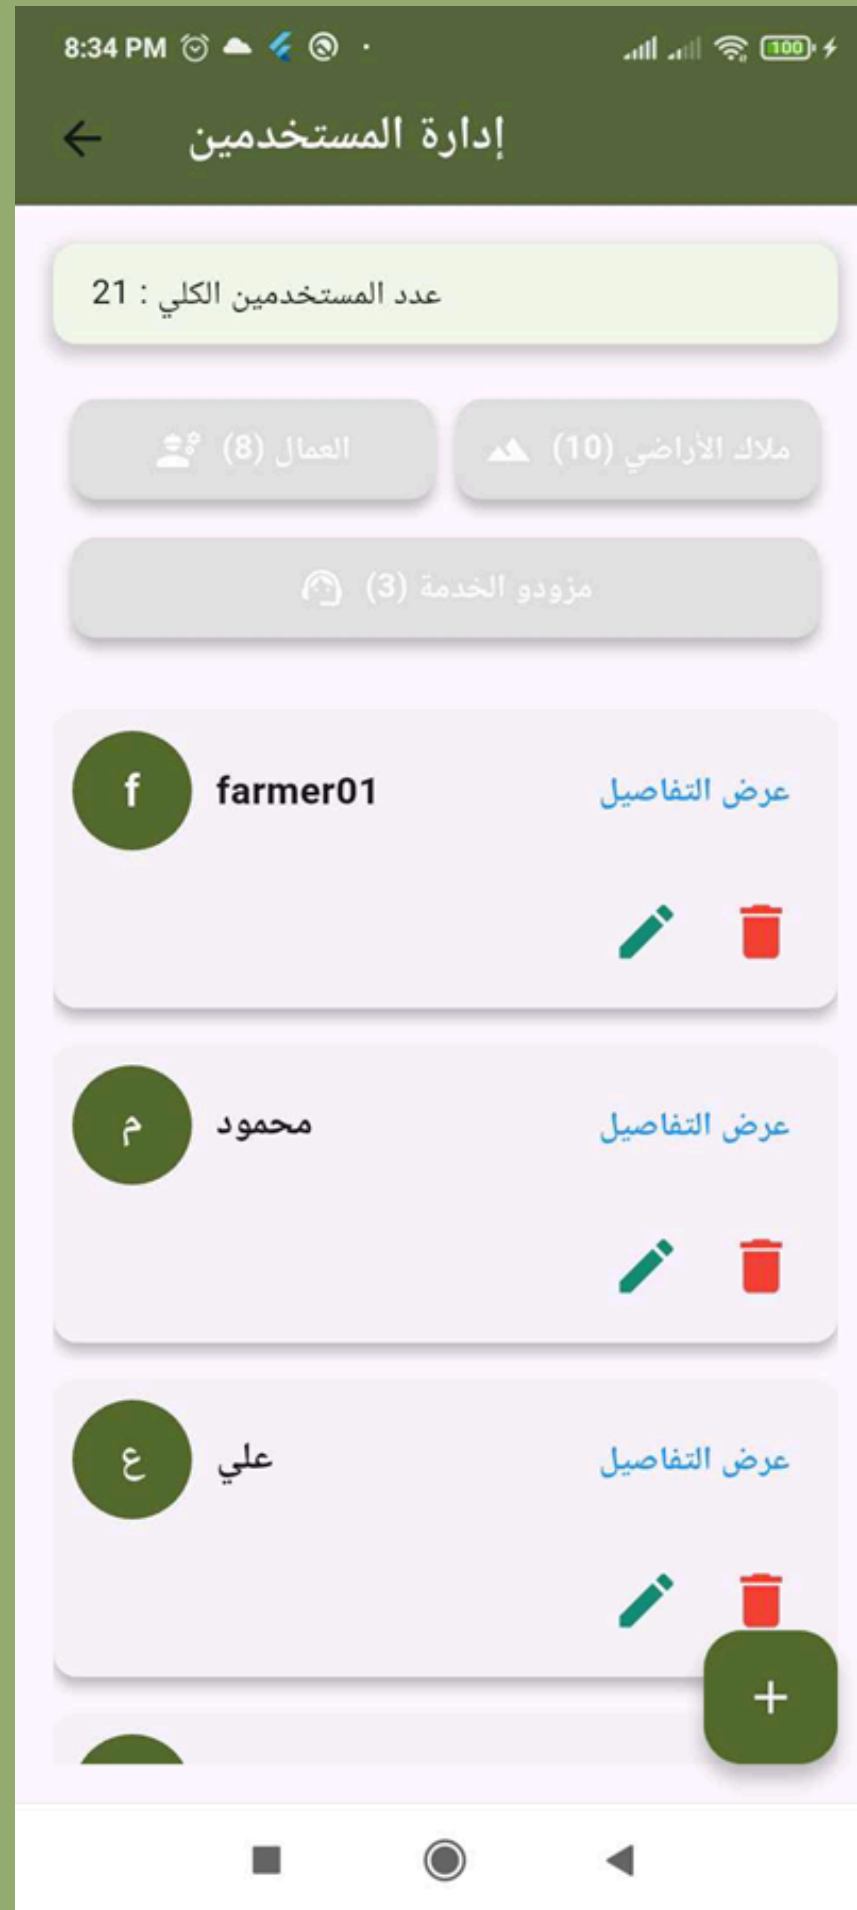 8:34 PM
100
إدارة المستخدمين
عدد المستخدمين الكلي : 21
ملاك الأراضي (10)
العمال (8)
مزودو الخدمة (3)
f
farmer01
عرض التفاصيل
م
محمود
عرض التفاصيل
ع
علي
عرض التفاصيل
+